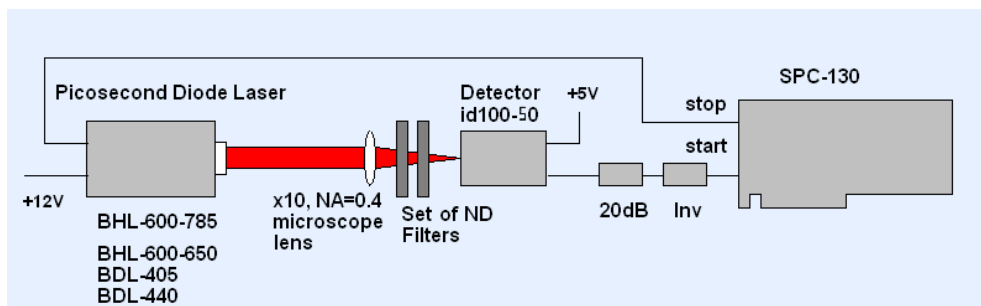 SPC-130
Picosecond Diode Laser
Detector
id100-50
+5V
stop
start
+12V
x10, NA=0.4
microscope
lens
Set of ND
Filters
20dB
Inv
BHL-600-785
BHL-600-650
BDL-405
BDL-440